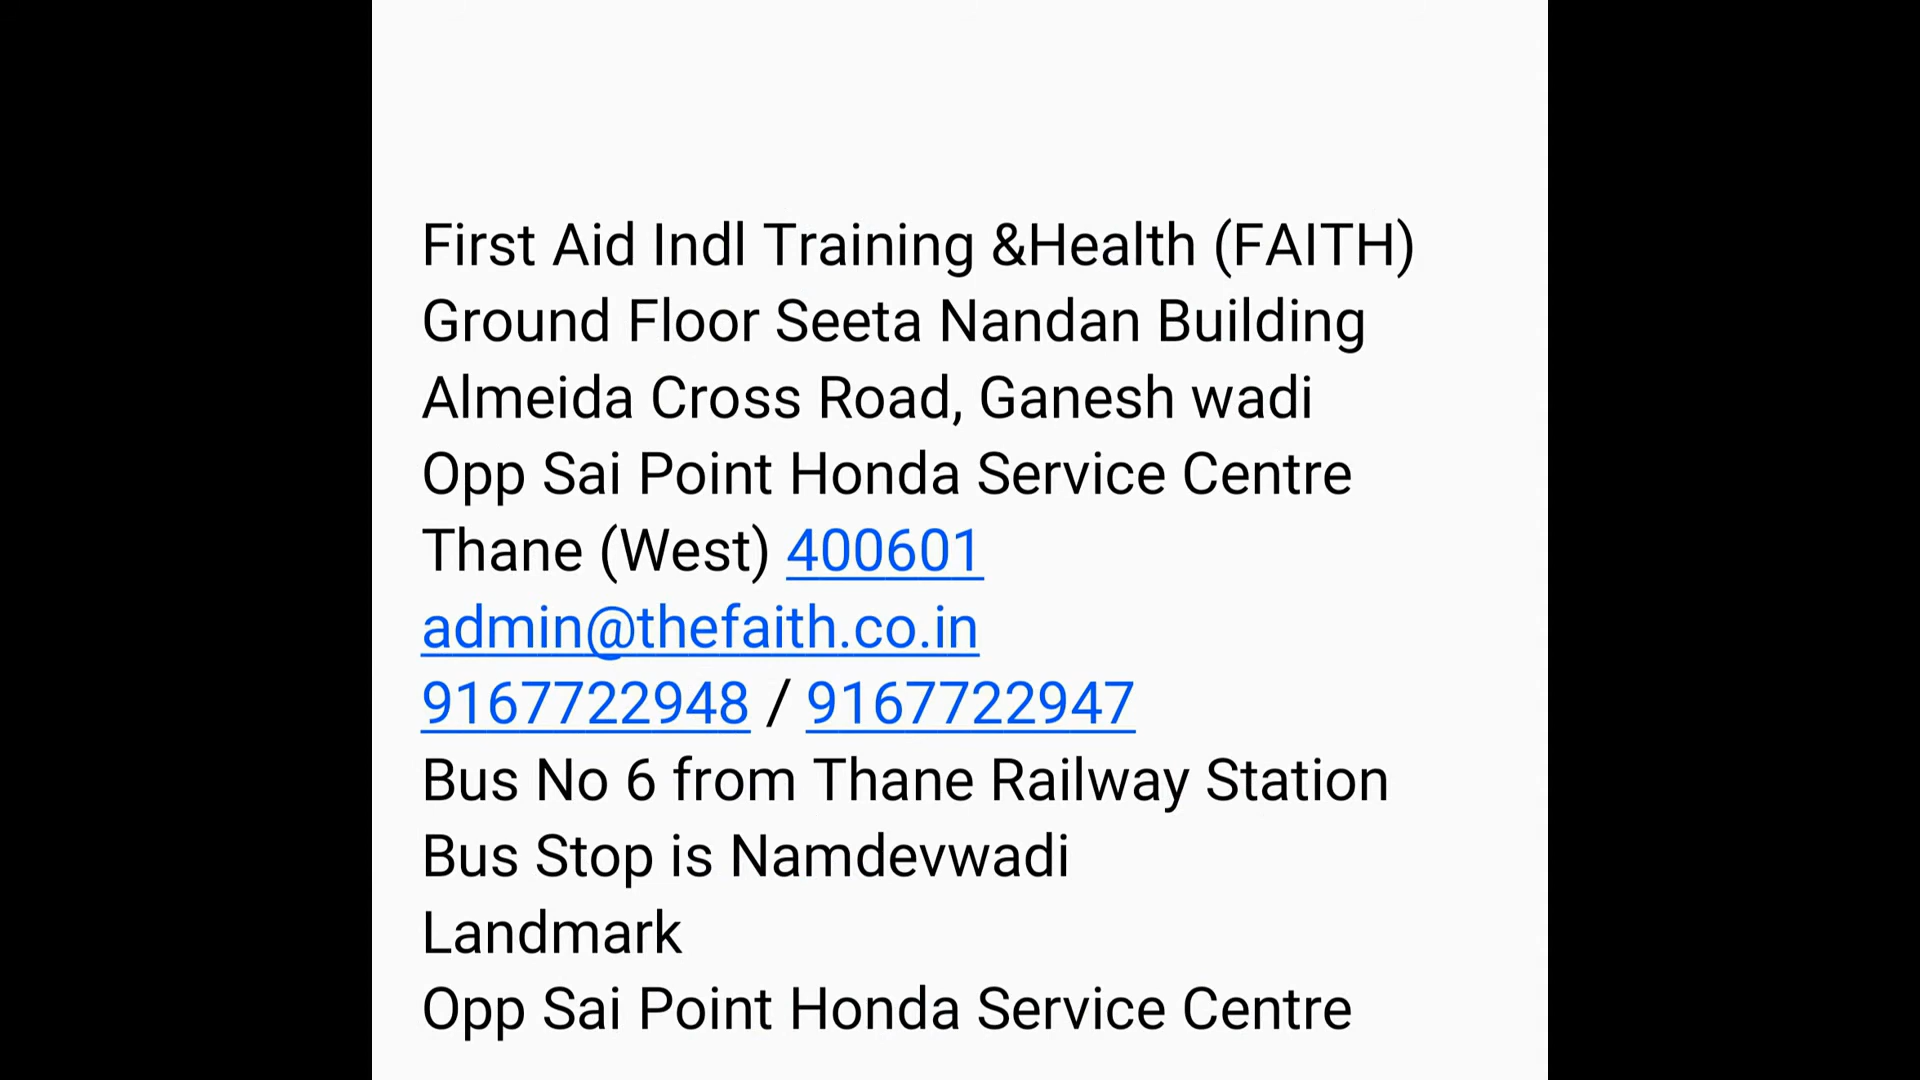 First Aid Indl Training &Health (FAITH)
Ground Floor Seeta Nandan Building
Almeida Cross Road, Ganesh wadi
Opp Sai Point Honda Service Centre
Thane (West) 400601
admin@thefaith.co.in
9167722948 / 9167722947
Bus No 6 from Thane Railway Station
Bus Stop is Namdevwadi
Landmark
Opp Sai Point Honda Service Centre